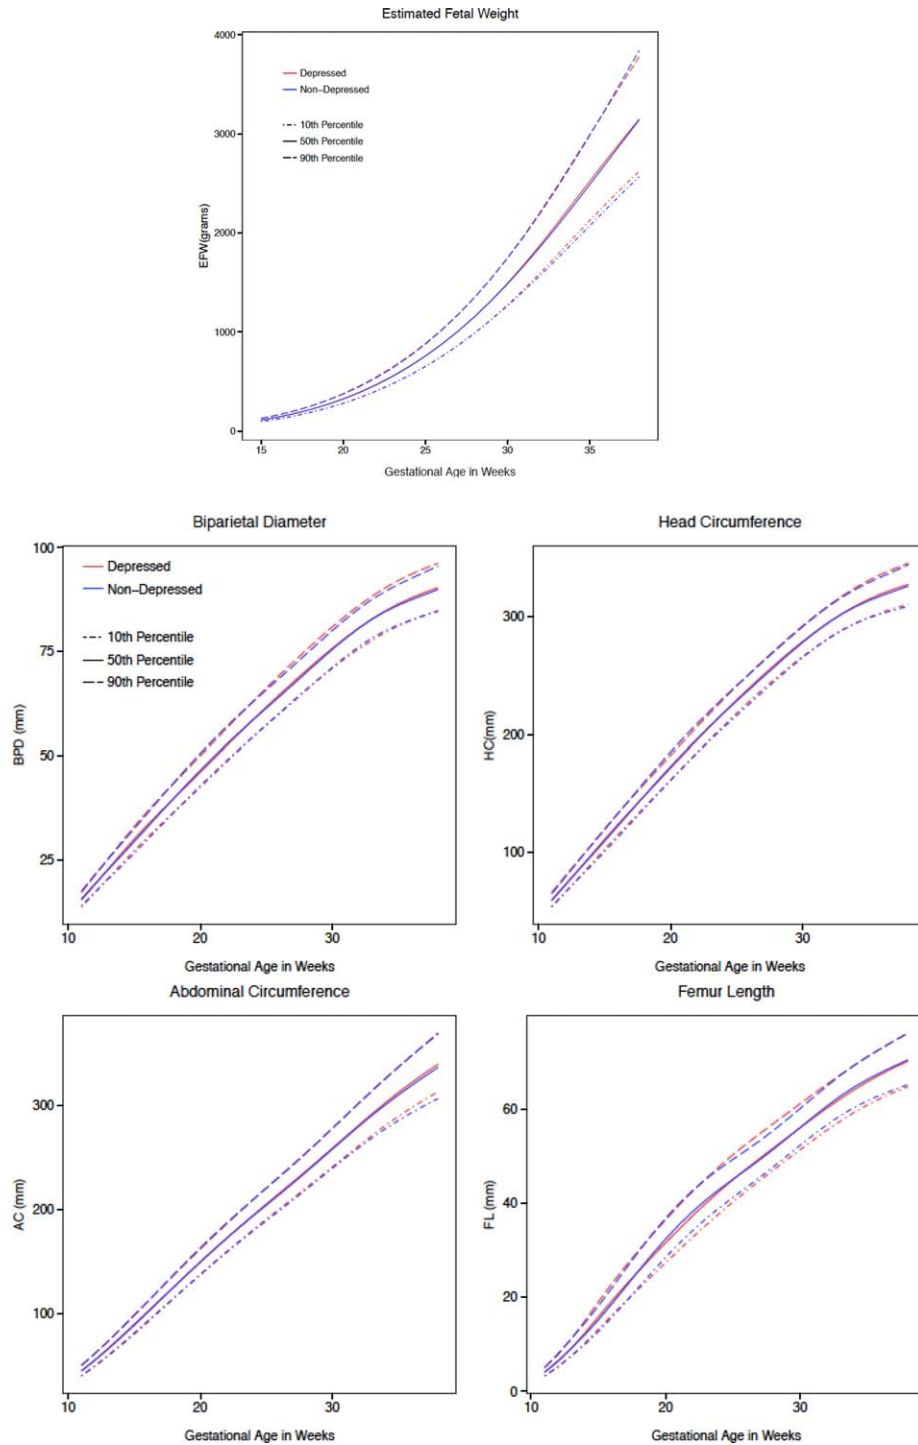 Estimated Fetal Weight
4000
3000
2000
1000
0
EFW(grams)
Depressed
Non-Depressed
10th Percentile
50th Percentile
90th Percentile
15 20 25 30 35
Gestational Age in Weeks
Biparietal Diameter
100
75
50
25
BPD (mm)
Depressed
Non-Depressed
10th Percentile
50th Percentile
90th Percentile
10 20 30
Gestational Age in Weeks
Head Circumference
300
200
100
HC(mm)
10 20 30
Gestational Age in Weeks
Abdominal Circumference
300
200
100
AC (mm)
10 20 30
Gestational Age in Weeks
Femur Length
60
40
20
0
FL (mm)
10 20 30
Gestational Age in Weeks